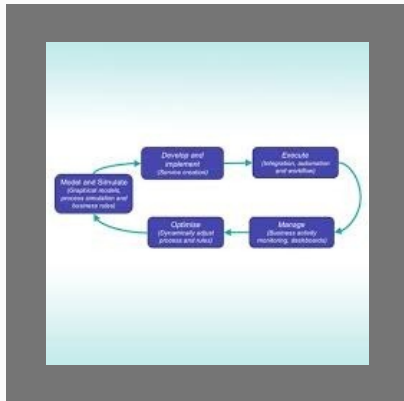 Develop and
implement
(Service creation)
Execute
(Integration, automation
and workflow)
Model and Simulate
(Graphical models,
process simulation and
business rules)
Optimise
(Dynamically adjust
process and rules)
Manage
(Business activity
monitoring, dashboards)